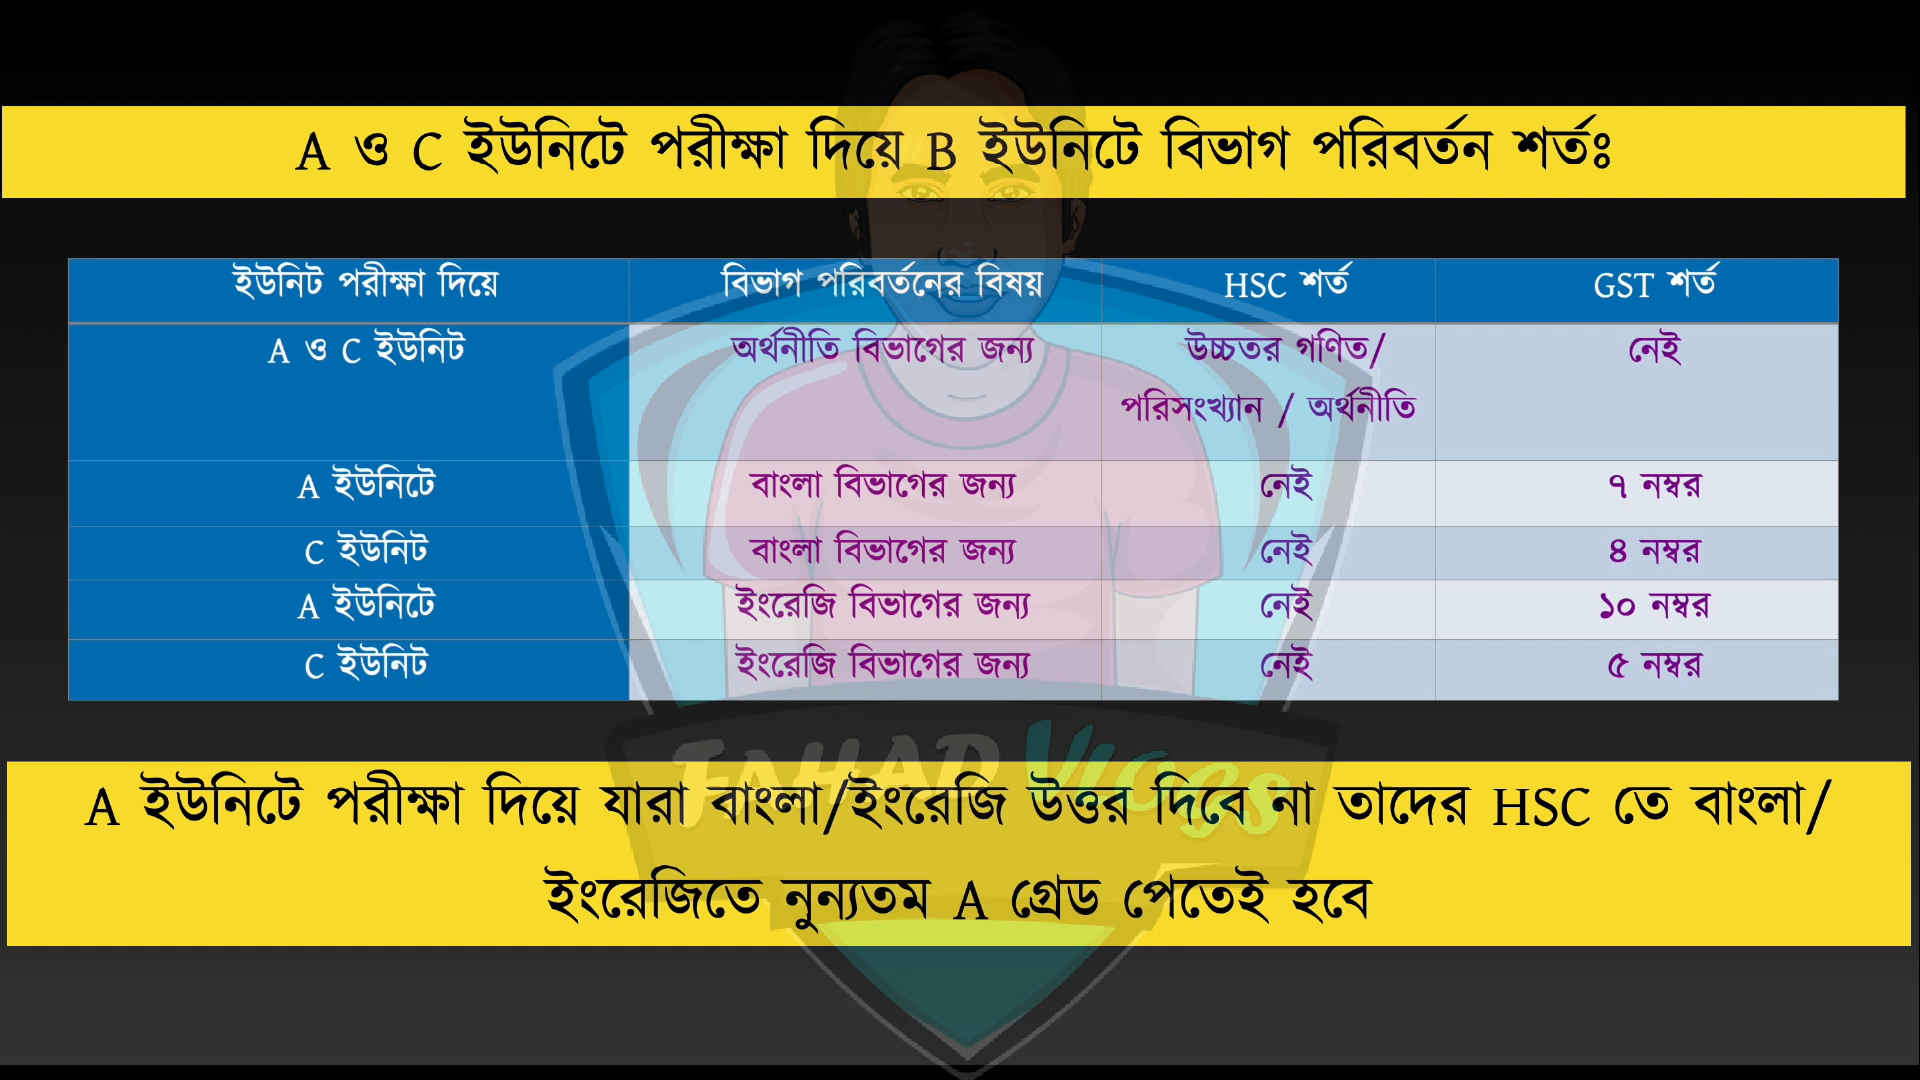 A ও C ইউনিটে পরীক্ষা দিয়ে B ইউনিটে বিভাগ পরিবর্তন শর্তঃ
ইউনিট পরীক্ষা দিয়ে বিভাগ পরিবর্তনের বিষয় HSC শর্ত GST শর্ত
A ও C ইউনিট অর্থনীতি বিভাগের জন্য উচ্চতর গণিত/ নেই
পরিসংখ্যান / অর্থনীতি
A ইউনিটে বাংলা বিভাগের জন্য নেই ৭ নম্বর
C ইউনিট বাংলা বিভাগের জন্য নেই ৪ নম্বর
A ইউনিটে ইংরেজি বিভাগের জন্য নেই ১০ নম্বর
C ইউনিট ইংরেজি বিভাগের জন্য নেই ৫ নম্বর
FAHAD VLOGS
A ইউনিটে পরীক্ষা দিয়ে যারা বাংলা/ইংরেজি উত্তর দিবে না তাদের HSC তে বাংলা/
ইংরেজিতে নুন্যতম A গ্রেড পেতেই হবে